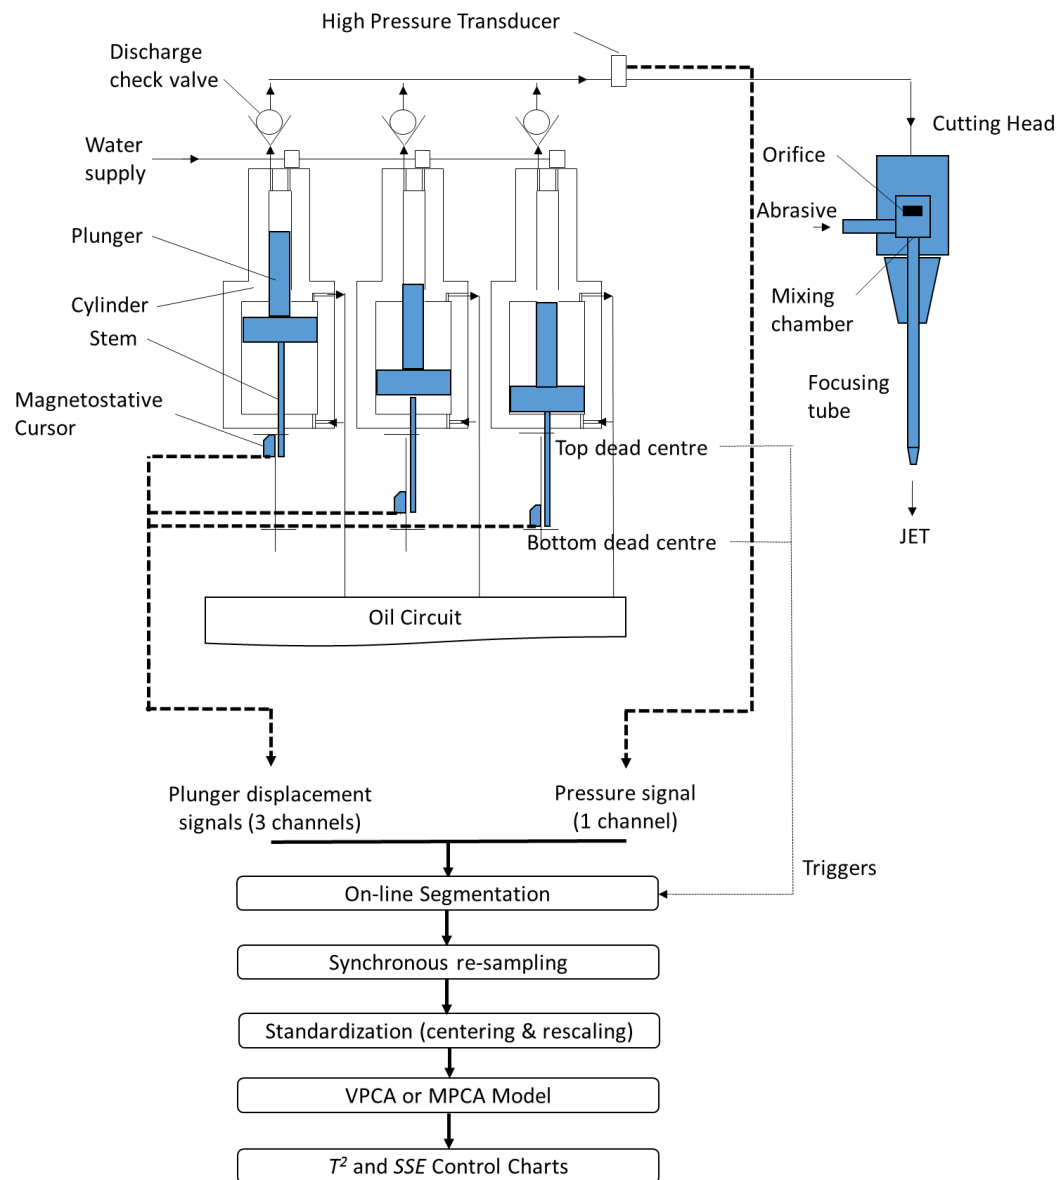 High Pressure Transducer
Discharge
check valve
Cutting Head
Water
supply
Orifice
Abrasive
Plunger
Mixing
chamber
Cylinder
Stem
Focusing
tube
Magnetostative
Cursor
Top dead centre
Bottom dead centre
JET
Oil Circuit
Plunger displacement
signals (3 channels)
Pressure signal
(1 channel)
Triggers
On-line Segmentation
Synchronous re-sampling
Standardization (centering & rescaling)
VPCA or MPCA Model
T² and SSE Control Charts